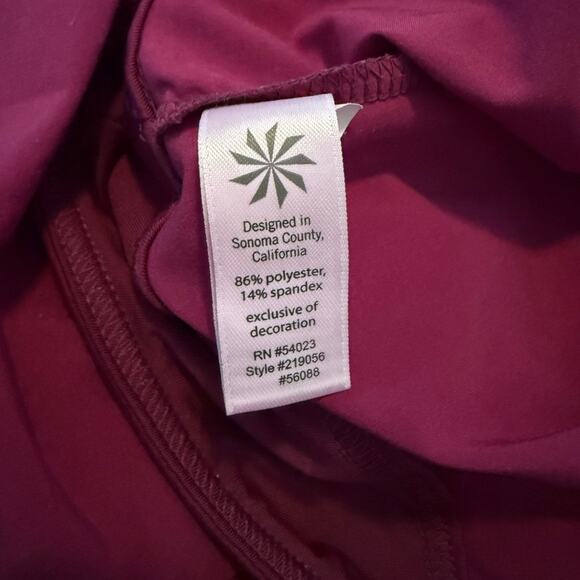 Designed in
Sonoma County,
California
86% polyester,
14% spandex
exclusive of
decoration
RN #54023
Style #219056
#56088